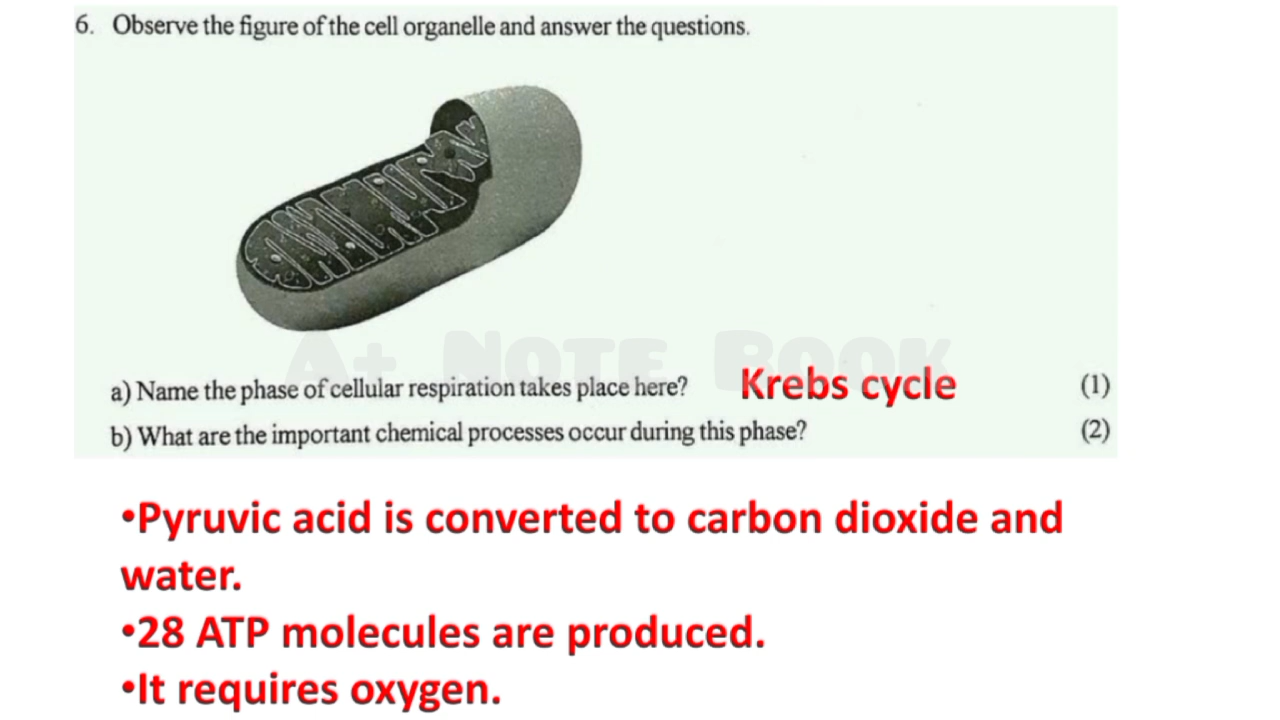 6. Observe the figure of the cell organelle and answer the questions.
A+ Note Book
a) Name the phase of cellular respiration takes place here? Krebs cycle (1)
b) What are the important chemical processes occur during this phase? (2)
•Pyruvic acid is converted to carbon dioxide and
water.
•28 ATP molecules are produced.
•It requires oxygen.